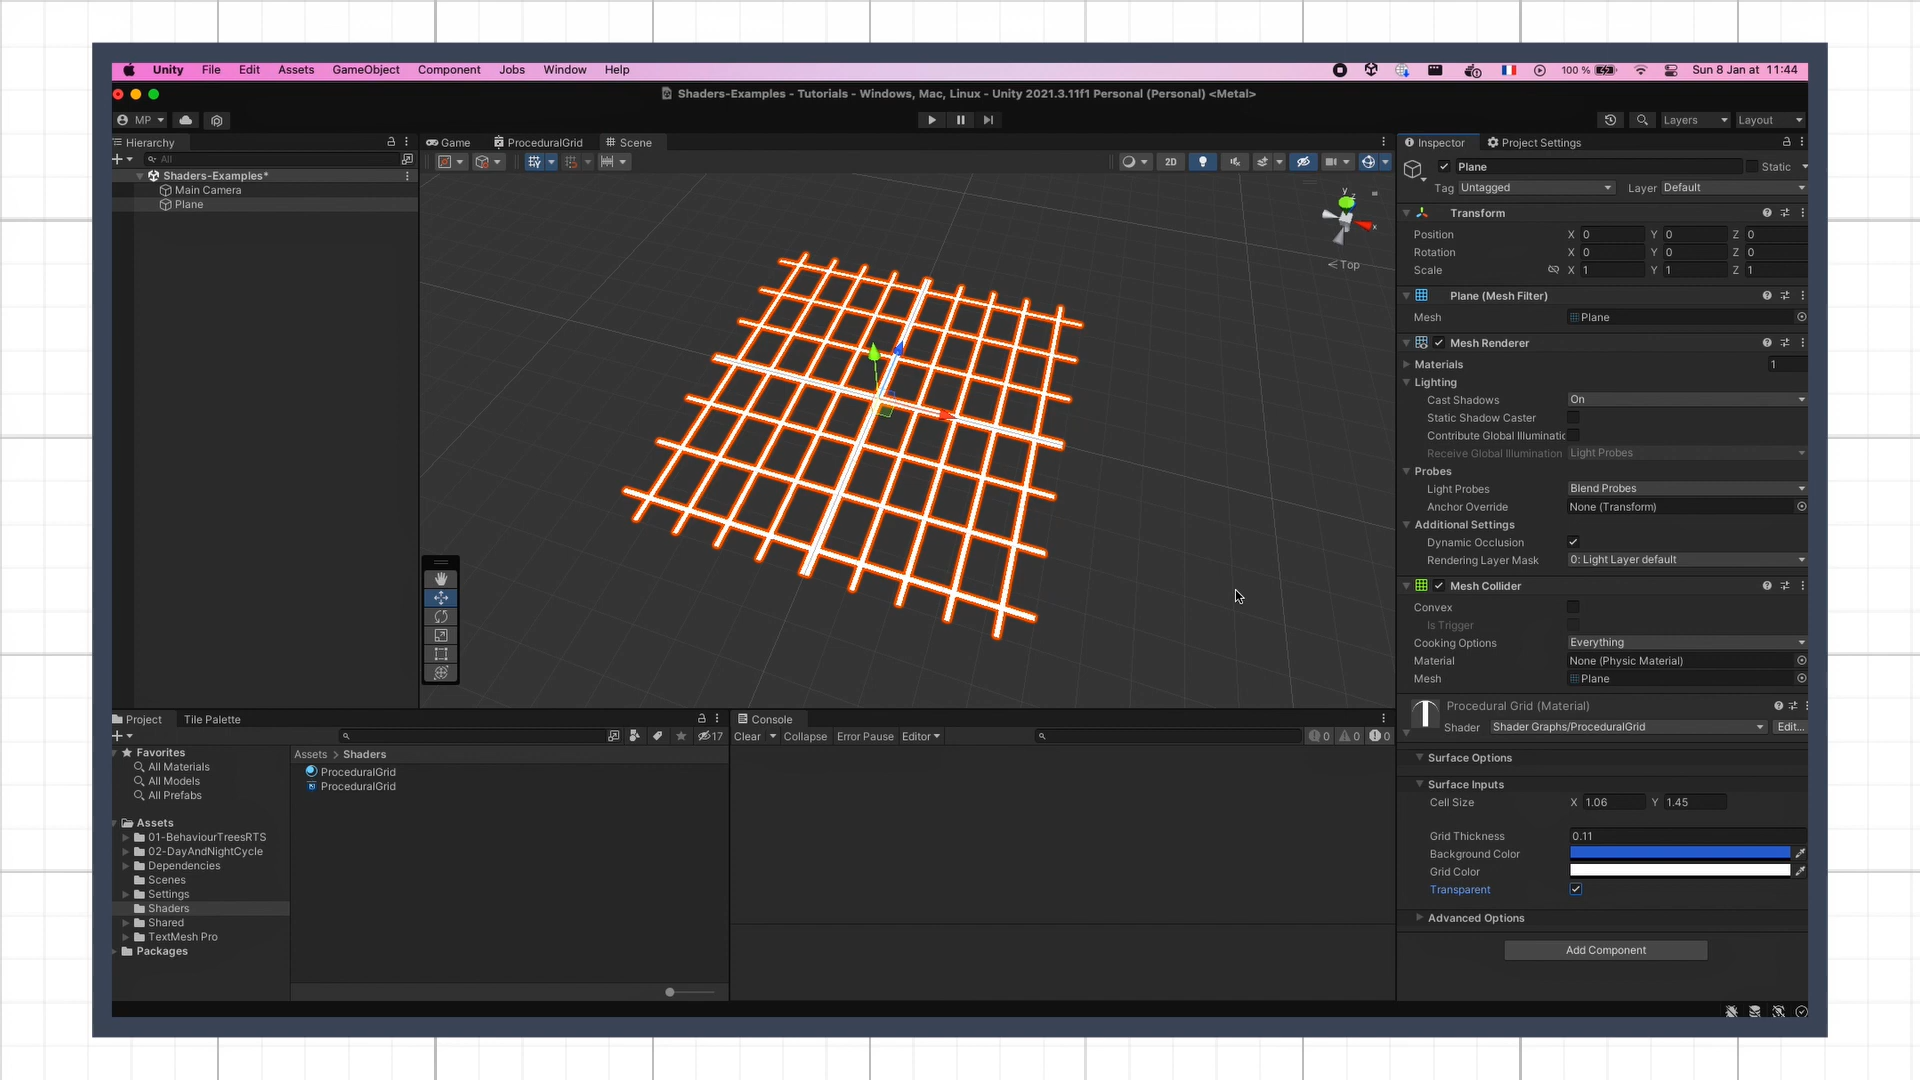 Unity File Edit Assets GameObject Component Jobs Window Help 100 % Sun 8 Jan at 11:44
Shaders-Examples - Tutorials - Windows, Mac, Linux - Unity 2021.3.11f1 Personal (Personal) <Metal>
MP Layers Layout
Hierarchy
All
Shaders-Examples*
Main Camera
Plane
Game ProceduralGrid Scene
2D
y
x
Top
Inspector Project Settings
Plane Static
Tag Untagged Layer Default
Transform
Position X 0 Y 0 Z 0
Rotation X 0 Y 0 Z 0
Scale X 1 Y 1 Z 1
Plane (Mesh Filter)
Mesh Plane
Mesh Renderer
Materials 1
Lighting
Cast Shadows On
Static Shadow Caster
Contribute Global Illuminatic
Receive Global Illumination Light Probes
Probes
Light Probes Blend Probes
Anchor Override None (Transform)
Additional Settings
Dynamic Occlusion
Rendering Layer Mask 0: Light Layer default
Mesh Collider
Convex
Is Trigger
Cooking Options Everything
Material None (Physic Material)
Mesh Plane
Procedural Grid (Material)
Shader Shader Graphs/ProceduralGrid Edit...
Surface Options
Surface Inputs
Cell Size X 1.06 Y 1.45
Grid Thickness 0.11
Background Color
Grid Color
Transparent
Advanced Options
Add Component
Project Tile Palette
17
Favorites
All Materials
All Models
All Prefabs
Assets
01-BehaviourTreesRTS
02-DayAndNightCycle
Dependencies
Scenes
Settings
Shaders
Shared
TextMesh Pro
Packages
Assets > Shaders
ProceduralGrid
ProceduralGrid
Console
Clear Collapse Error Pause Editor 0 0 0